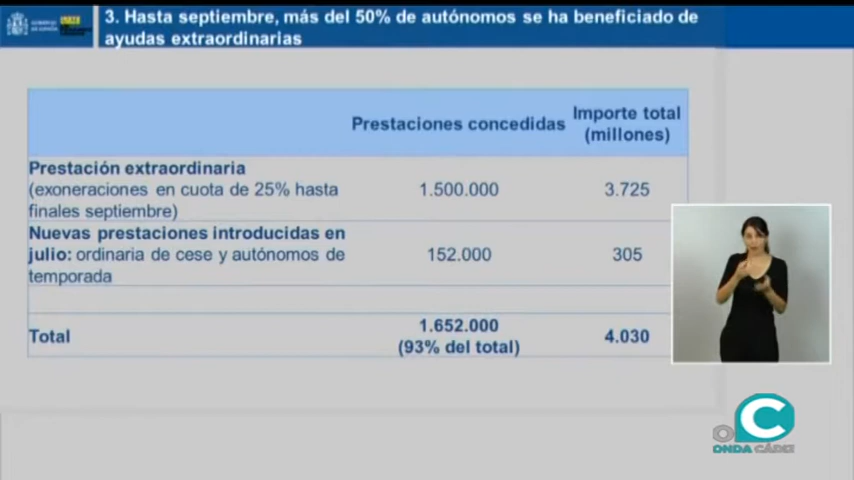 3. Hasta septiembre, más del 50% de autónomos se ha beneficiado de
ayudas extraordinarias
GOBIERNO
DE ESPAÑA
Prestaciones concedidas
Importe total
(millones)
Prestación extraordinaria
(exoneraciones en cuota de 25% hasta
finales septiembre)
1.500.000
3.725
Nuevas prestaciones introducidas en
julio: ordinaria de cese y autónomos de
temporada
152.000
305
Total
1.652.000
(93% del total)
4.030
C
ONDA CÁDIZ